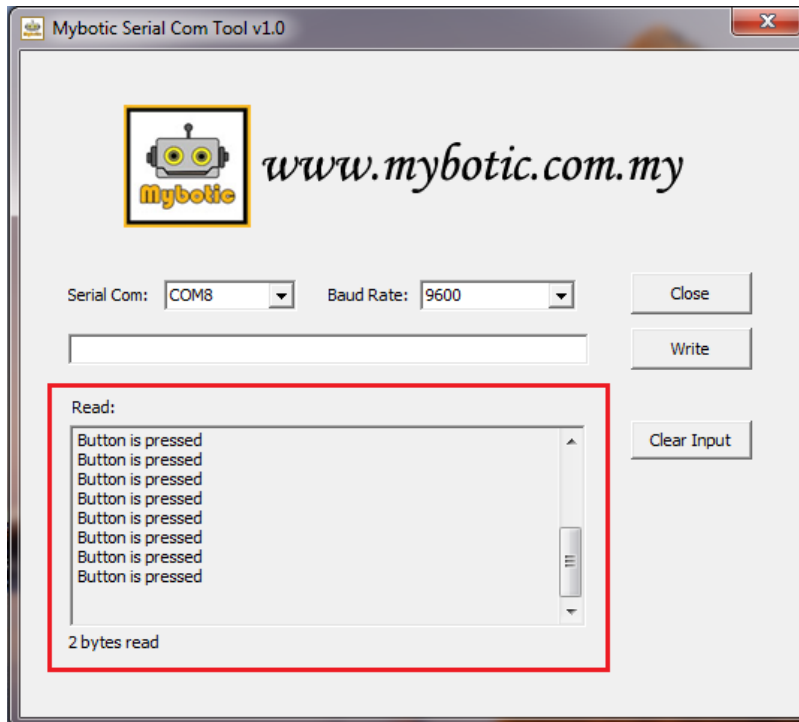 Mybotic Serial Com Tool v1.0
Mybotic
www.mybotic.com.my
Serial Com: COM8 Baud Rate: 9600 Close
Write
Read:
Clear Input
Button is pressed
Button is pressed
Button is pressed
Button is pressed
Button is pressed
Button is pressed
Button is pressed
Button is pressed
2 bytes read